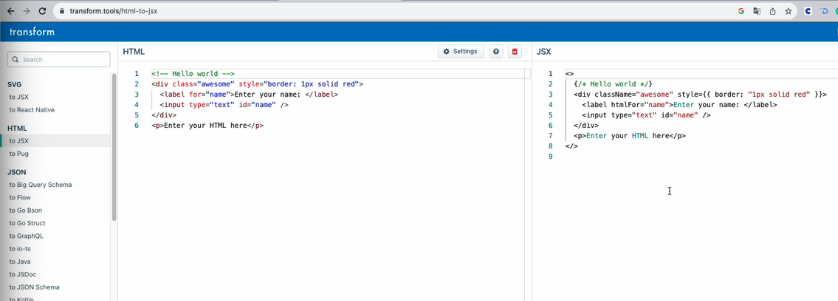 transform.tools/html-to-jsx
transform
Search
SVG
to JSX
to React Native
HTML
to JSX
to Pug
JSON
to Big Query Schema
to Flow
to Go Bson
to Go Struct
to GraphQL
to io-ts
to Java
to JSDoc
to JSON Schema
to Kotlin
HTML
Settings
1 <!-- Hello world -->
2 <div class="awesome" style="border: 1px solid red">
3 <label for="name">Enter your name: </label>
4 <input type="text" id="name" />
5 </div>
6 <p>Enter your HTML here</p>
JSX
1 <>
2 {/* Hello world */}
3 <div className="awesome" style={{ border: "1px solid red" }}>
4 <label htmlFor="name">Enter your name: </label>
5 <input type="text" id="name" />
6 </div>
7 <p>Enter your HTML here</p>
8 </>
9